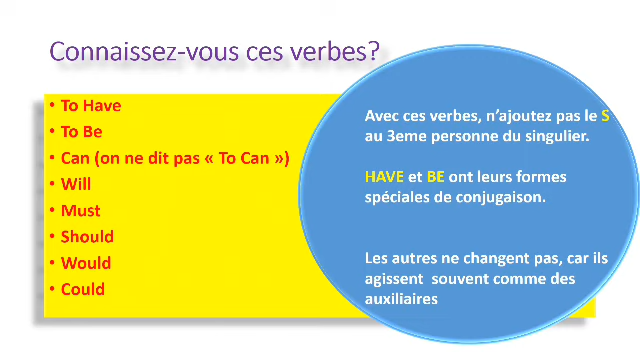 Connaissez-vous ces verbes?
• To Have
• To Be
• Can (on ne dit pas « To Can »)
• Will
• Must
• Should
• Would
• Could
Avec ces verbes, n’ajoutez pas le S
au 3eme personne du singulier.
HAVE et BE ont leurs formes
spéciales de conjugaison.
Les autres ne changent pas, car ils
agissent souvent comme des
auxiliaires